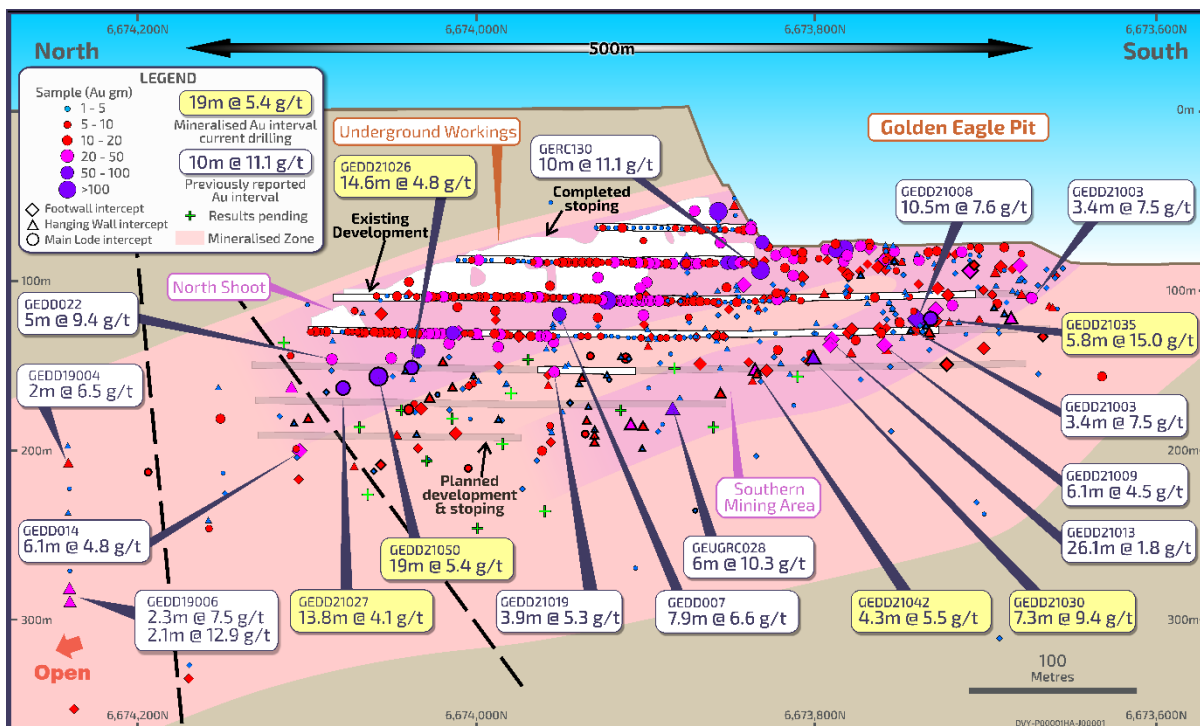 6,674,200N
6,674,000N
6,673,800N
6,673,600N
North
500m
South
LEGEND
Sample (Au gm)
1 - 5
5 - 10
10 - 20
20 - 50
50 - 100
>100
19m @ 5.4 g/t
Mineralised Au interval
current drilling
10m @ 11.1 g/t
Previously reported
Au interval
Footwall intercept
Hanging Wall intercept
Main Lode intercept
Results pending
Mineralised Zone
0m
Underground Workings
Golden Eagle Pit
GEDD21026
14.6m @ 4.8 g/t
GERC130
10m @ 11.1 g/t
Completed
stoping
Existing
Development
GEDD21008
10.5m @ 7.6 g/t
GEDD21003
3.4m @ 7.5 g/t
100m
100m
North Shoot
GEDD022
5m @ 9.4 g/t
GEDD21035
5.8m @ 15.0 g/t
GEDD19004
2m @ 6.5 g/t
GEDD21003
3.4m @ 7.5 g/t
200m
200m
Planned
development
& stoping
Southern
Mining Area
GEDD21009
6.1m @ 4.5 g/t
GEDD014
6.1m @ 4.8 g/t
GEDD21050
19m @ 5.4 g/t
GEUGRC028
6m @ 10.3 g/t
GEDD21013
26.1m @ 1.8 g/t
GEDD19006
2.3m @ 7.5 g/t
2.1m @ 12.9 g/t
GEDD21027
13.8m @ 4.1 g/t
GEDD21019
3.9m @ 5.3 g/t
GEDD007
7.9m @ 6.6 g/t
GEDD21042
4.3m @ 5.5 g/t
GEDD21030
7.3m @ 9.4 g/t
300m
300m
Open
100
Metres
6,674,200N
6,674,000N
6,673,800N
6,673,600N
DVY-P00001HA-J00001